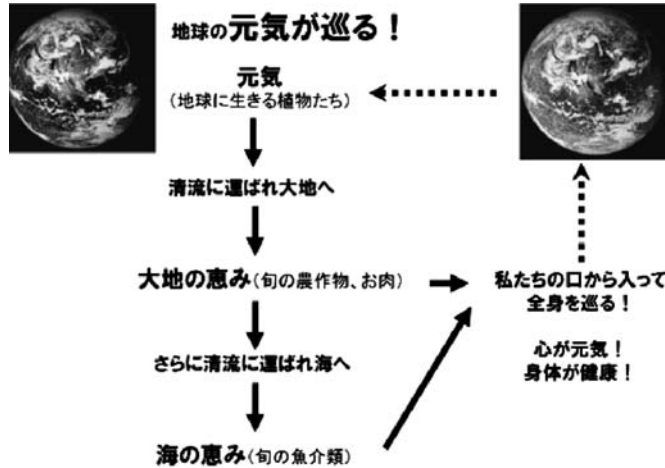 地球の元気が巡る！
元気
（地球に生きる植物たち）
清流に運ばれ大地へ
大地の恵み（旬の農作物、お肉）
私たちの口から入って
全身を巡る！
心が元気！
身体が健康！
さらに清流に運ばれ海へ
海の恵み（旬の魚介類）